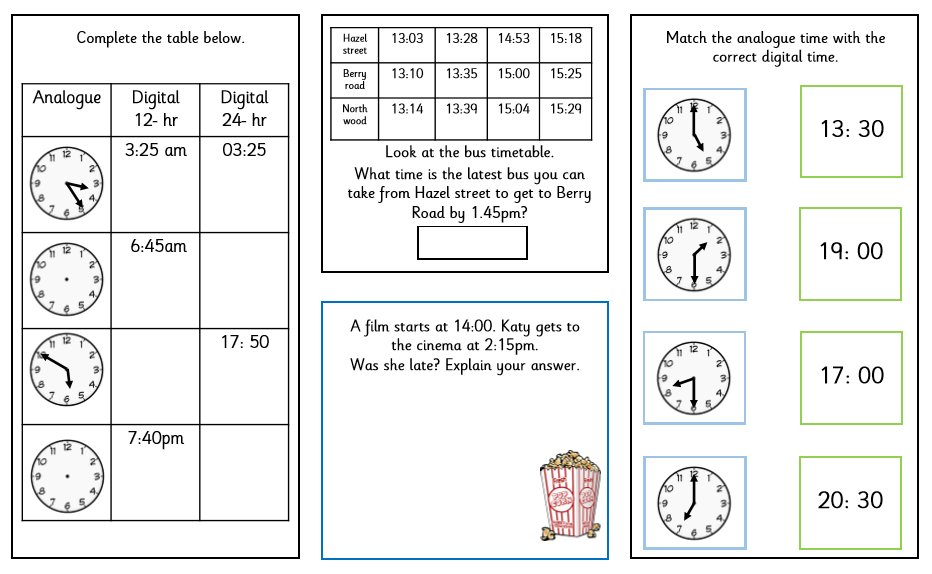 Complete the table below.
Analogue Digital 12- hr Digital 24- hr
3:25 am 03:25
6:45am
17: 50
7:40pm
Hazel street 13:03 13:28 14:53 15:18
Berry road 13:10 13:35 15:00 15:25
North wood 13:14 13:39 15:04 15:29
Look at the bus timetable.
What time is the latest bus you can
take from Hazel street to get to Berry
Road by 1.45pm?
A film starts at 14:00. Katy gets to
the cinema at 2:15pm.
Was she late? Explain your answer.
POP CORN
Match the analogue time with the
correct digital time.
13: 30
19: 00
17: 00
20: 30